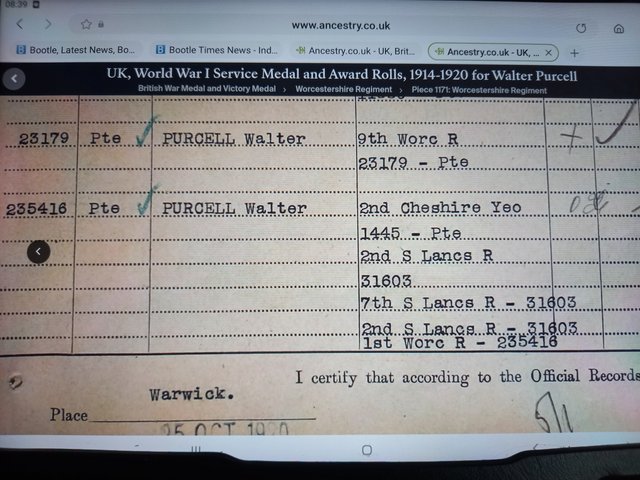 08:39
www.ancestry.co.uk
Bootle, Latest News, Bo...
Bootle Times News - Ind...
Ancestry.co.uk - UK, Brit...
Ancestry.co.uk - UK, ...
UK, World War I Service Medal and Award Rolls, 1914-1920 for Walter Purcell
British War Medal and Victory Medal > Worcestershire Regiment > Piece 1171: Worcestershire Regiment
23179 Pte PURCELL Walter 9th Worc R
23179 - Pte
235416 Pte PURCELL Walter 2nd Cheshire Yeo
1445 - Pte
2nd S Lancs R
31603
7th S Lancs R - 31603
2nd S Lancs R - 31603
1st Worc R - 235416
I certify that according to the Official Records
Warwick.
Place
25 OCT 1920